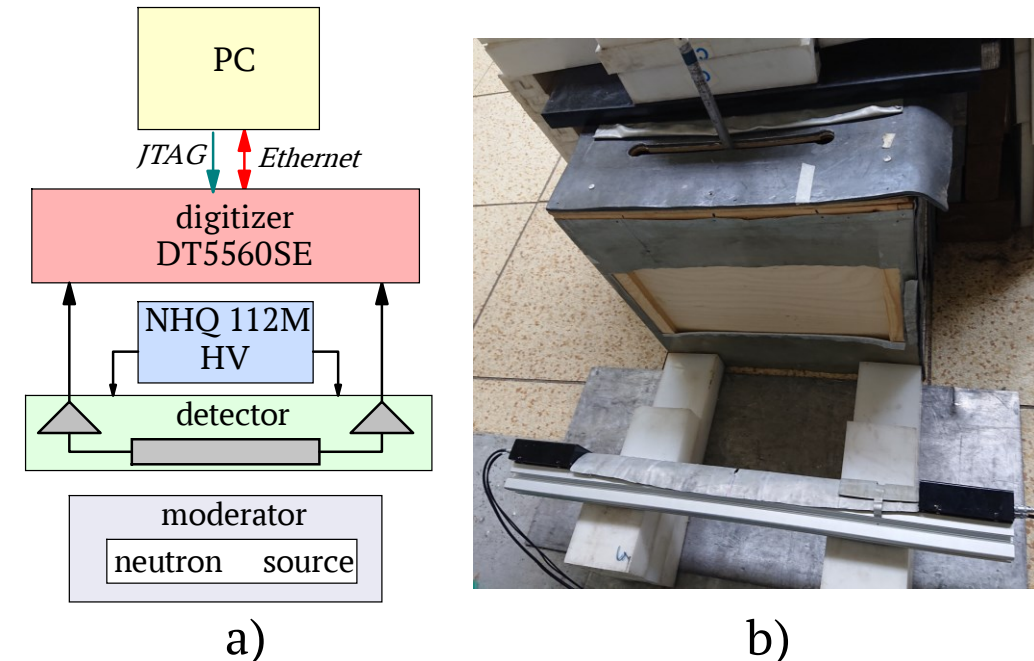 PC
JTAG
Ethernet
digitizer
DT5560SE
NHQ 112M
HV
detector
moderator
neutron source
a)
b)